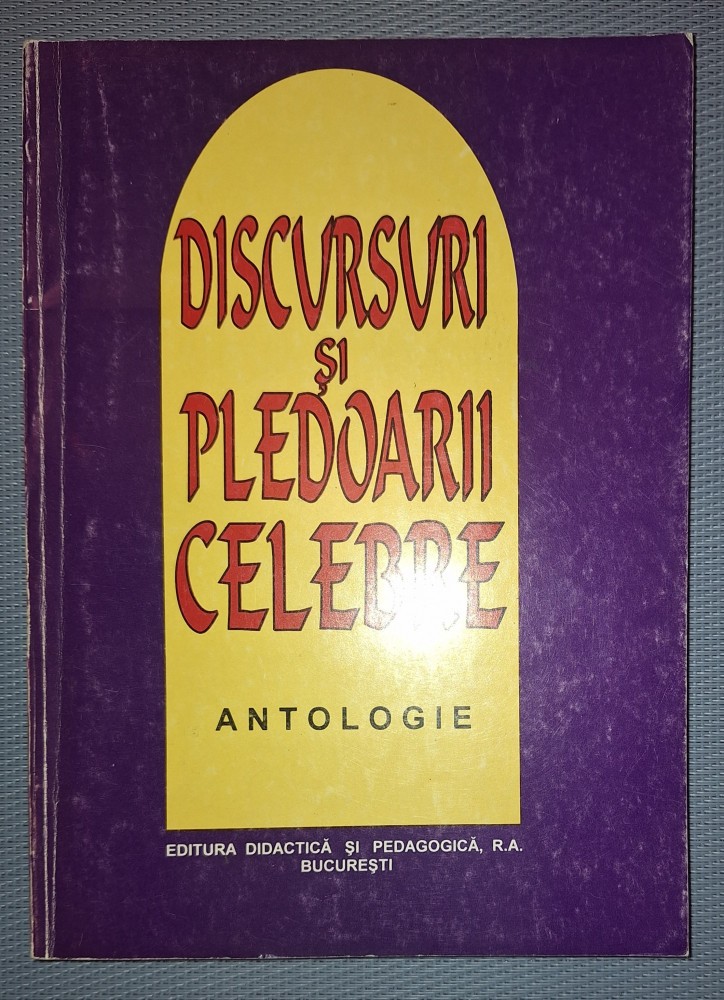 DISCURSURI
ȘI
PLEDOARII
CELEBRE
ANTOLOGIE
EDITURA DIDACTICĂ ȘI PEDAGOGICĂ, R.A.
BUCUREȘTI